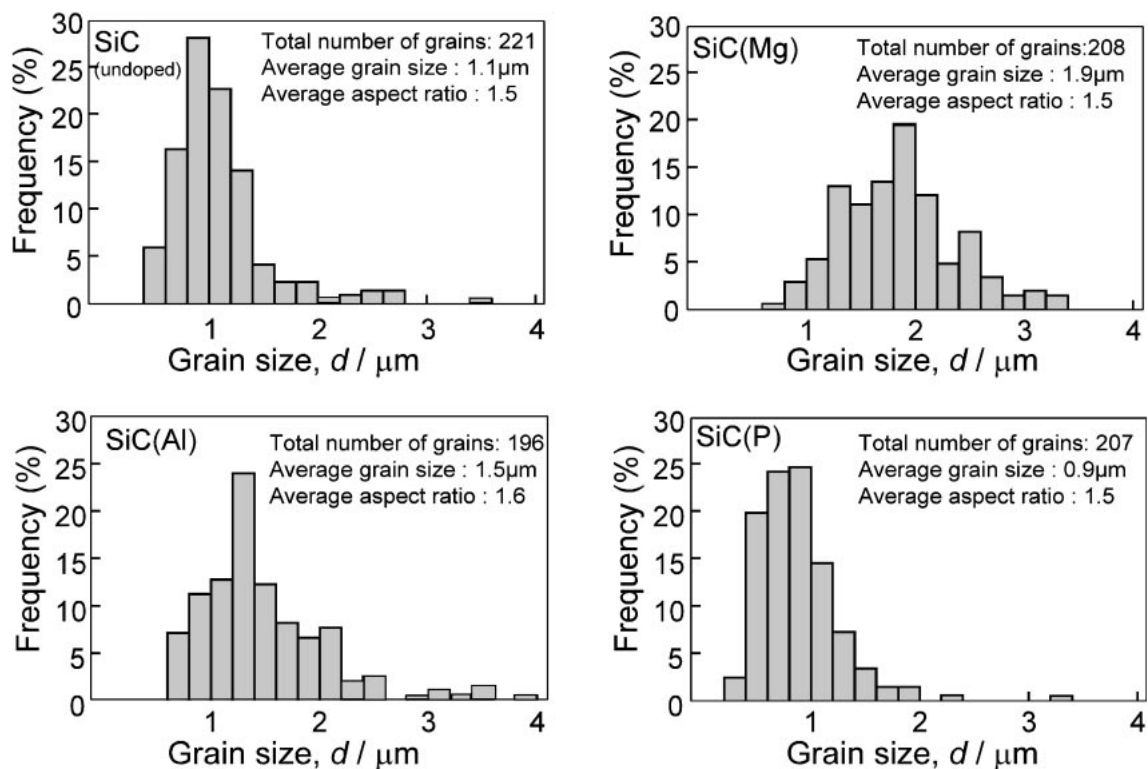 SiC
(undoped)
Total number of grains: 221
Average grain size : 1.1μm
Average aspect ratio : 1.5
Frequency (%)
30
25
20
15
10
5
0
1 2 3 4
Grain size, d / μm
SiC(Mg)
Total number of grains:208
Average grain size : 1.9μm
Average aspect ratio : 1.5
Frequency (%)
30
25
20
15
10
5
0
1 2 3 4
Grain size, d / μm
SiC(Al)
Total number of grains: 196
Average grain size : 1.5μm
Average aspect ratio : 1.6
Frequency (%)
30
25
20
15
10
5
0
1 2 3 4
Grain size, d / μm
SiC(P)
Total number of grains: 207
Average grain size : 0.9μm
Average aspect ratio : 1.5
Frequency (%)
30
25
20
15
10
5
0
1 2 3 4
Grain size, d / μm